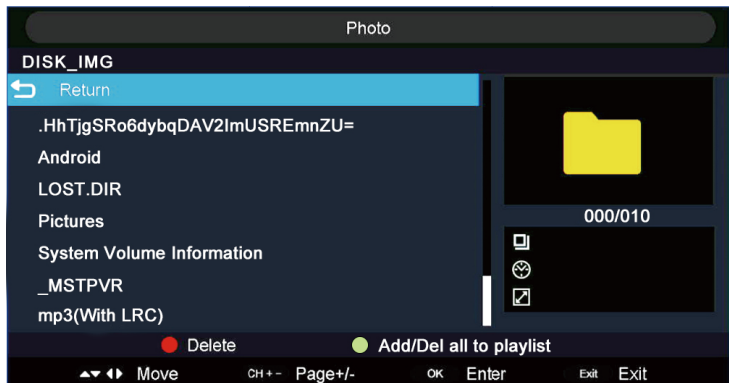 Photo
DISK_IMG
Return
.HhTjgSRo6dybqDAV2ImUSREmnZU=
Android
LOST.DIR
Pictures
000/010
System Volume Information
_MSTPVR
mp3(With LRC)
Delete Add/Del all to playlist
Move CH + - Page+/- OK Enter Exit Exit